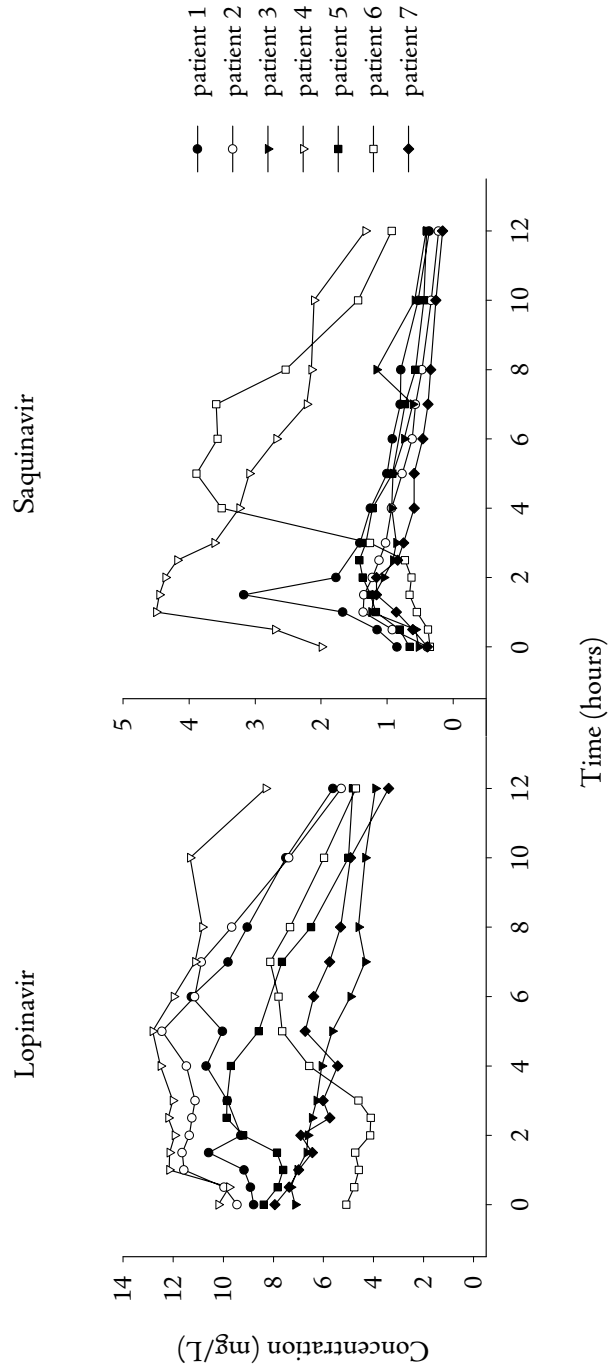 Lopinavir
Saquinavir
Concentration (mg/L)
14
12
10
8
6
4
2
0
0
2
4
6
8
10
12
5
4
3
2
1
0
0
2
4
6
8
10
12
Time (hours)
patient 1
patient 2
patient 3
patient 4
patient 5
patient 6
patient 7